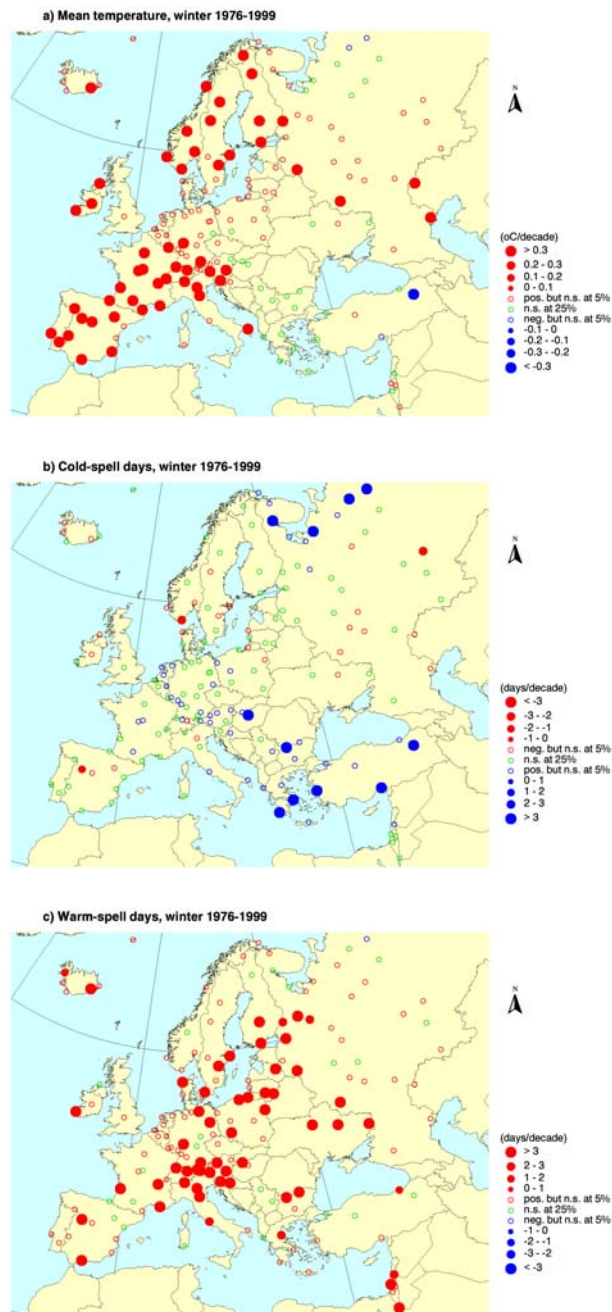 a) Mean temperature, winter 1976-1999
N
(oC/decade)
> 0.3
0.2 - 0.3
0.1 - 0.2
0 - 0.1
pos. but n.s. at 5%
n.s. at 25%
neg. but n.s. at 5%
-0.1 - 0
-0.2 - -0.1
-0.3 - -0.2
< -0.3
b) Cold-spell days, winter 1976-1999
N
(days/decade)
< -3
-3 - -2
-2 - -1
-1 - 0
neg. but n.s. at 5%
n.s. at 25%
pos. but n.s. at 5%
0 - 1
1 - 2
2 - 3
> 3
c) Warm-spell days, winter 1976-1999
N
(days/decade)
> 3
2 - 3
1 - 2
0 - 1
pos. but n.s. at 5%
n.s. at 25%
neg. but n.s. at 5%
-1 - 0
-2 - -1
-3 - -2
< -3